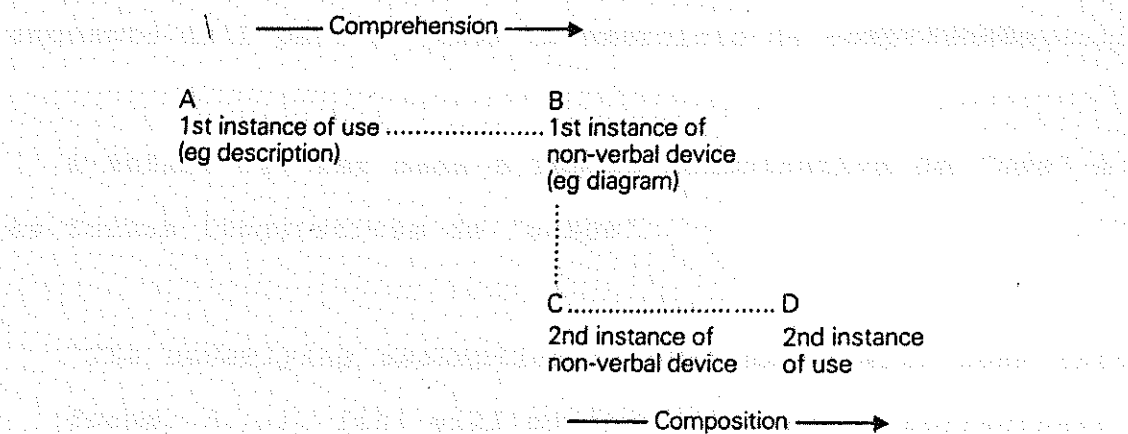 Comprehension
A B
1st instance of use ...................... 1st instance of
(eg description) non-verbal device
(eg diagram)
C ............................ D
2nd instance of 2nd instance
non-verbal device of use
Composition